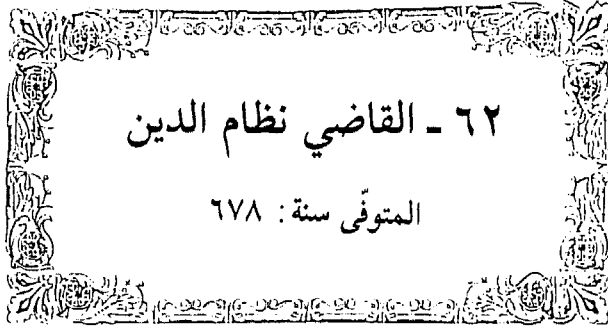 ٦٢ ـ القاضي نظام الدين
المتوفّى سنة: ٦٧٨